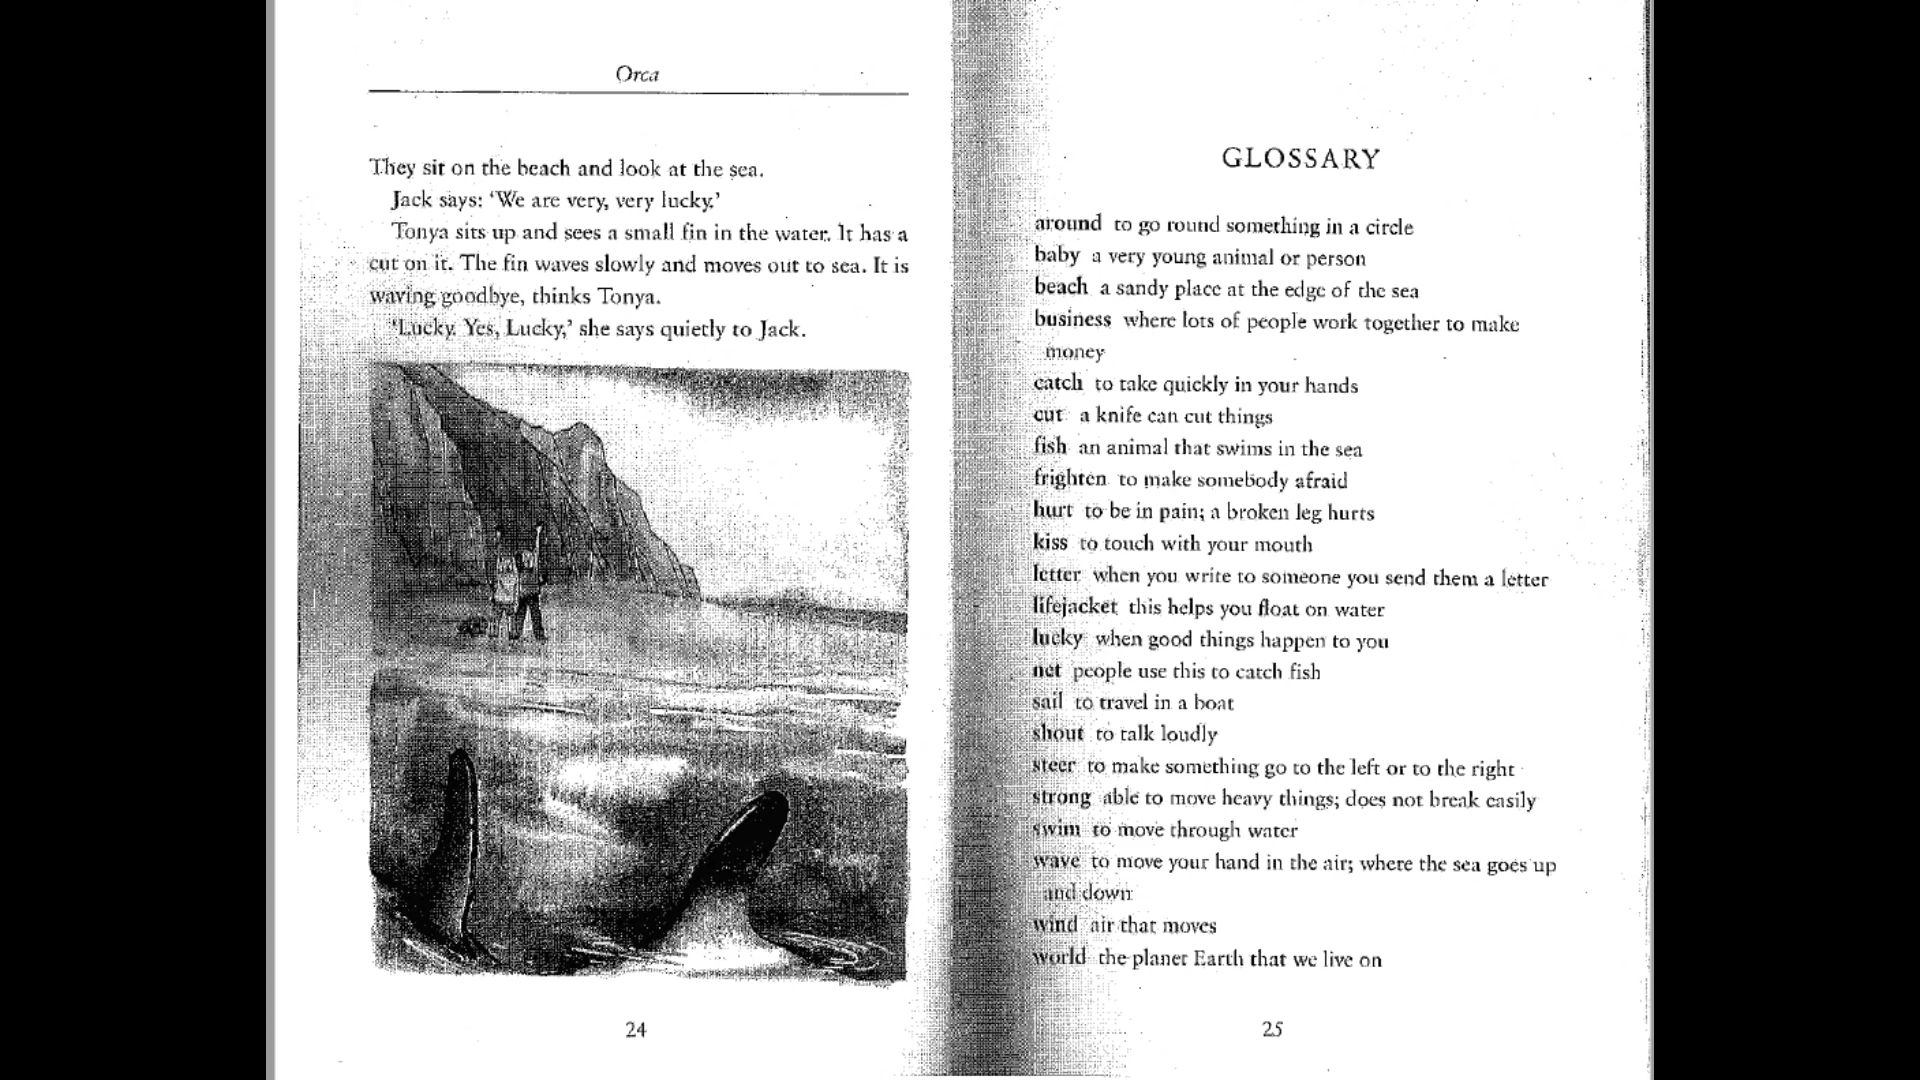 Orca
They sit on the beach and look at the sea.
Jack says: ‘We are very, very lucky.’
Tonya sits up and sees a small fin in the water. It has a
cut on it. The fin waves slowly and moves out to sea. It is
waving goodbye, thinks Tonya.
‘Lucky. Yes, Lucky,’ she says quietly to Jack.
24
GLOSSARY
around to go round something in a circle
baby a very young animal or person
beach a sandy place at the edge of the sea
business where lots of people work together to make
money
catch to take quickly in your hands
cut a knife can cut things
fish an animal that swims in the sea
frighten to make somebody afraid
hurt to be in pain; a broken leg hurts
kiss to touch with your mouth
letter when you write to someone you send them a letter
lifejacket this helps you float on water
lucky when good things happen to you
net people use this to catch fish
sail to travel in a boat
shout to talk loudly
steer to make something go to the left or to the right
strong able to move heavy things; does not break easily
swim to move through water
wave to move your hand in the air; where the sea goes up
and down
wind air that moves
world the planet Earth that we live on
25